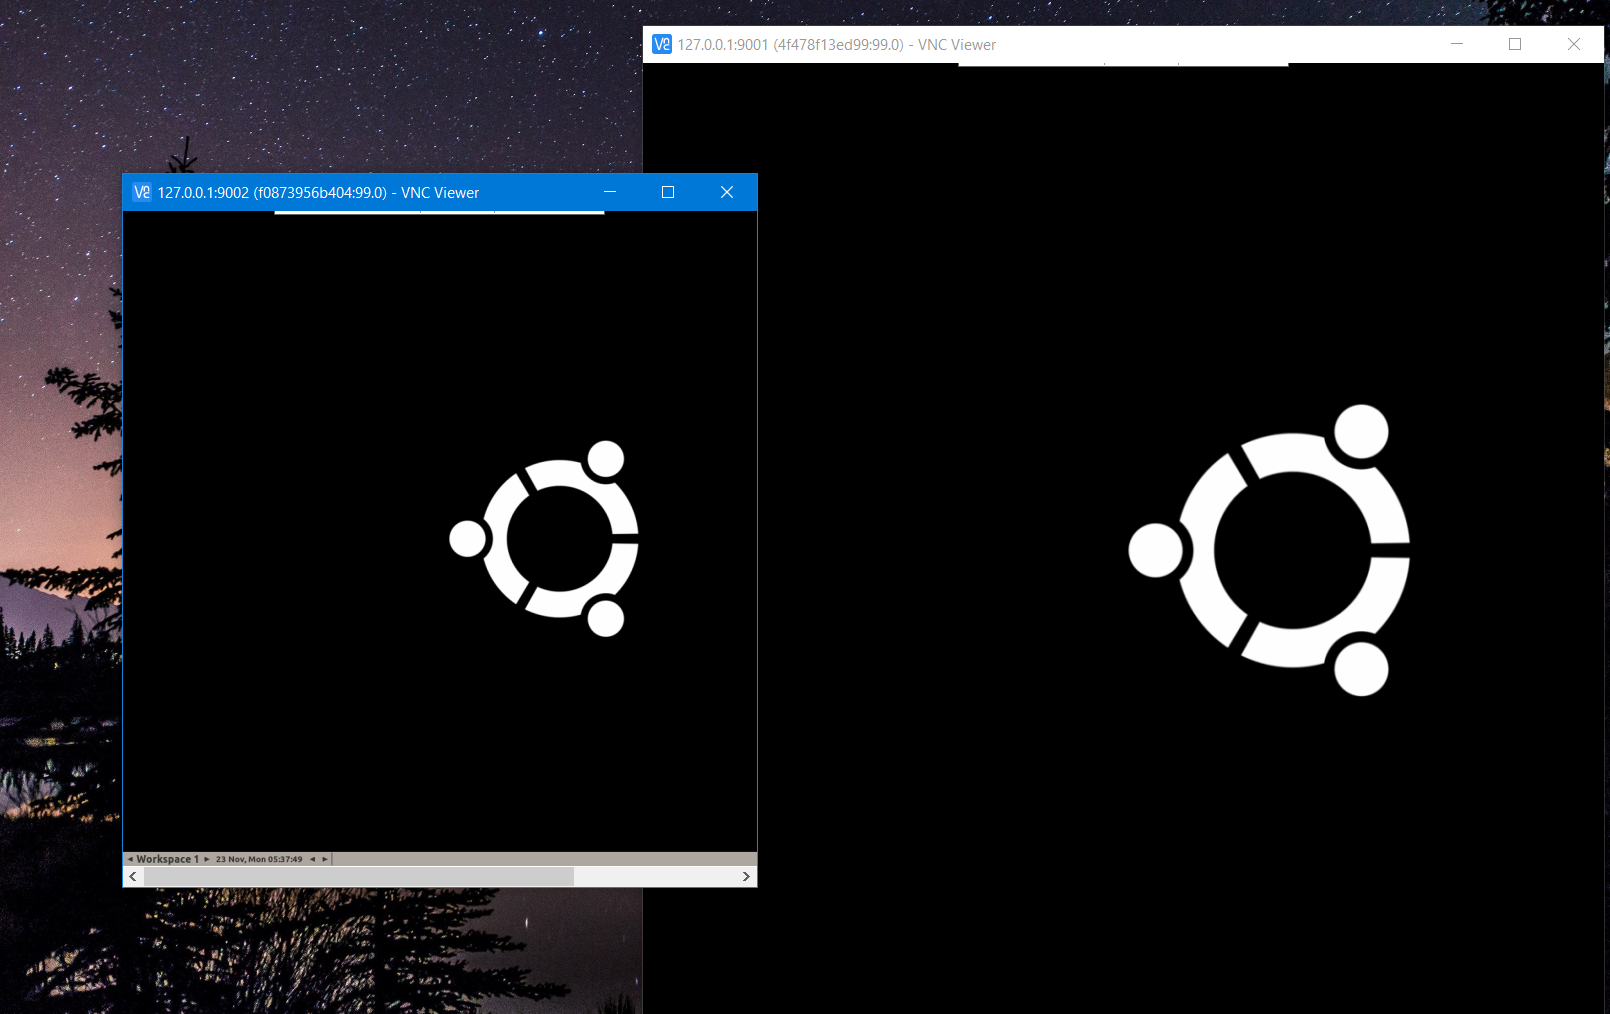 127.0.0.1:9001 (4f478f13ed99:99.0) - VNC Viewer
127.0.0.1:9002 (f0873956b404:99.0) - VNC Viewer
Workspace 1 23 Nov, Mon 05:37:49